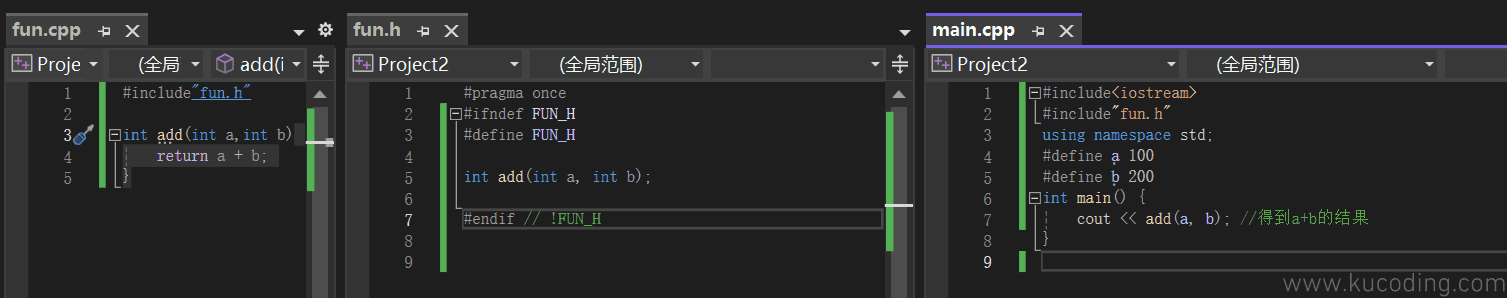 fun.cpp
Proje
(全局
add(i
1 #include"fun.h"
2
3 int add(int a,int b)
4 return a + b;
5 }
fun.h
Project2
(全局范围)
1 #pragma once
2 #ifndef FUN_H
3 #define FUN_H
4
5 int add(int a, int b);
6
7 #endif // !FUN_H
8
9
main.cpp
Project2
(全局范围)
1 #include<iostream>
2 #include"fun.h"
3 using namespace std;
4 #define a 100
5 #define b 200
6 int main() {
7 cout << add(a, b); //得到a+b的结果
8 }
9
www.kucoding.com